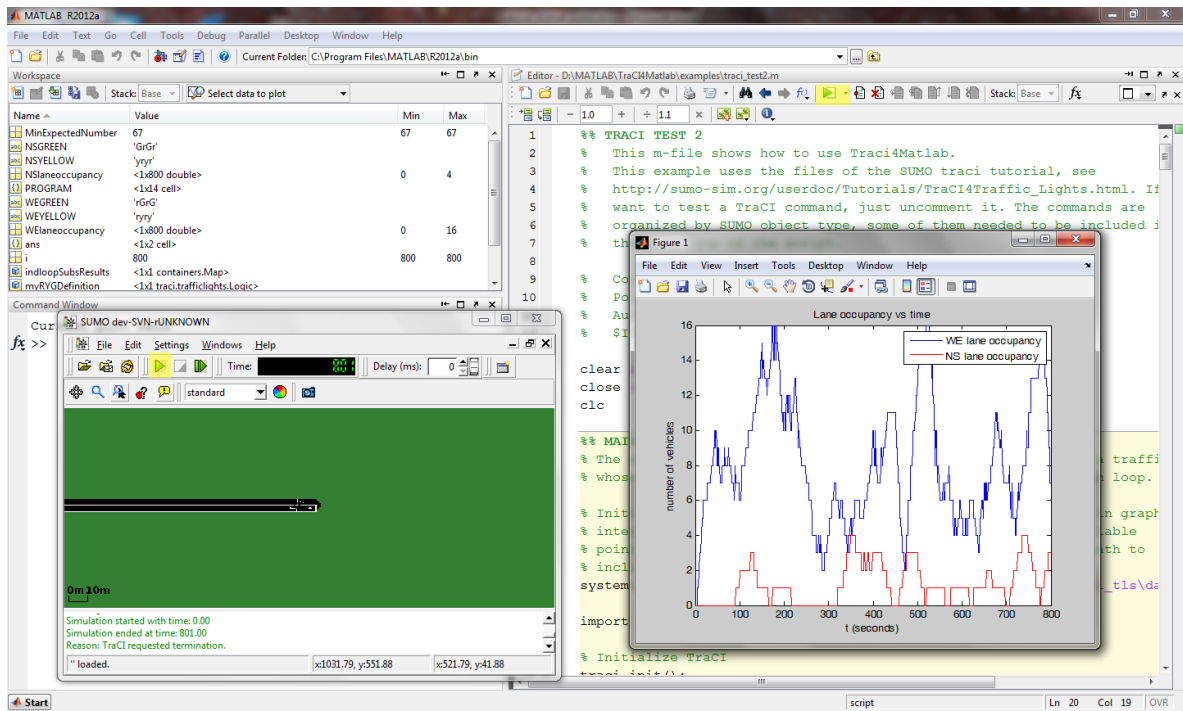 MATLAB R2012a
File Edit Text Go Cell Tools Debug Parallel Desktop Window Help
Current Folder: C:\Program Files\MATLAB\R2012a\bin
Workspace
Stack: Base Select data to plot
Name Value Min Max
MinExpectedNumber 67 67 67
NSGREEN 'GrGr'
NSYELLOW 'yryr'
NSlaneoccupancy <1x800 double> 0 4
PROGRAM <1x14 cell>
WEGREEN 'rGrG'
WEYELLOW 'ryry'
WElaneoccupancy <1x800 double> 0 16
ans <1x2 cell>
i 800 800 800
indloopSubsResults <1x1 containers.Map>
myRYGDefinition <1x1 traci.trafficlights.Logic>
Command Window
Cur
fx >>
SUMO dev-SVN-rUNKNOWN
File Edit Settings Windows Help
Time: 801 Delay (ms): 0
standard
0m 10m
Simulation started with time: 0.00
Simulation ended at time: 801.00
Reason: TraCI requested termination.
'' loaded. x:1031.79, y:551.88 x:521.79, y:41.88
Editor - D:\MATLAB\TraCI4Matlab\examples\traci_test2.m
Stack: Base fx
1.0 1.1
1 %% TRACI TEST 2
2 % This m-file shows how to use Traci4Matlab.
3 % This example uses the files of the SUMO traci tutorial, see
4 % http://sumo-sim.org/userdoc/Tutorials/TraCI4Traffic_Lights.html. If
5 % want to test a TraCI command, just uncomment it. The commands are
6 % organized by SUMO object type, some of them needed to be included i
7 % th
8
9 % Co
10 % Po
% Au
% $I
clear
close
clc
%% MAI
% The traffi
% whos loop.
% Init n graph
% inte able
% poin ath to
% incl
system _tls\da
import
% Initialize TraCI
traci.init();
Figure 1
File Edit View Insert Tools Desktop Window Help
Lane occupancy vs time
WE lane occupancy
NS lane occupancy
number of vehicles
16
14
12
10
8
6
4
2
0
0 100 200 300 400 500 600 700 800
t (seconds)
Start
script Ln 20 Col 19 OVR